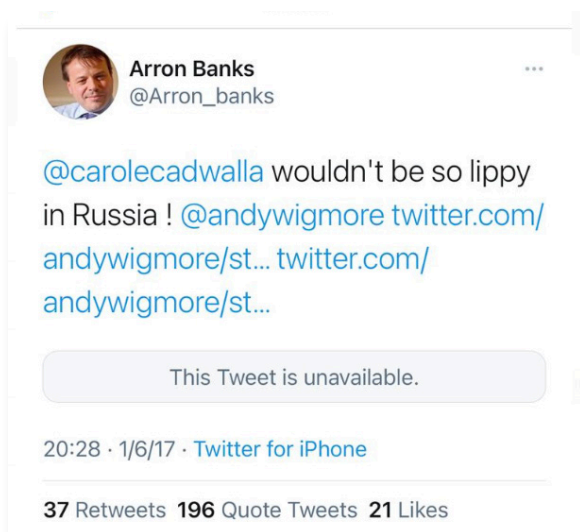 Arron Banks
@Arron_banks
@carolecadwalla wouldn't be so lippy
in Russia ! @andywigmore twitter.com/
andywigmore/st... twitter.com/
andywigmore/st...
This Tweet is unavailable.
20:28 · 1/6/17 · Twitter for iPhone
37 Retweets 196 Quote Tweets 21 Likes